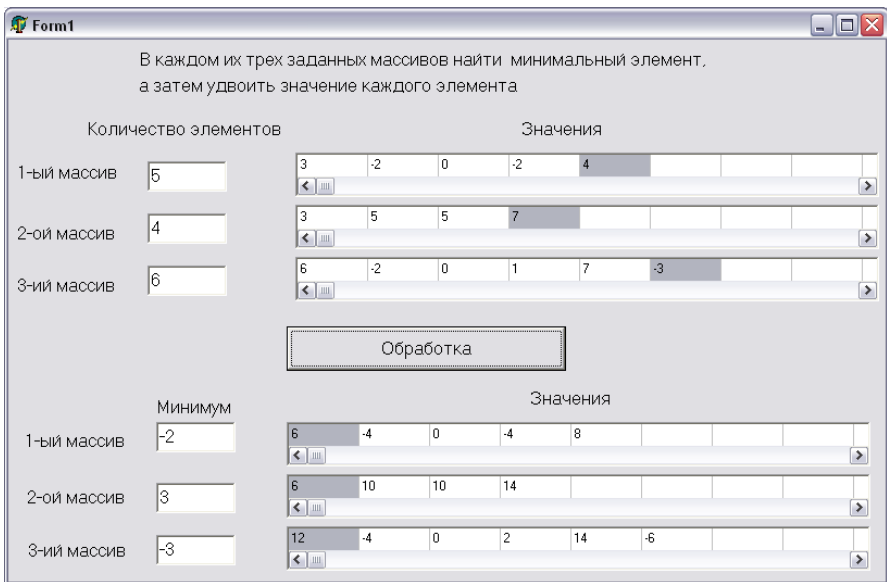 Form1
В каждом их трех заданных массивов найти минимальный элемент,
а затем удвоить значение каждого элемента
Количество элементов Значения
1-ый массив 5 3 -2 0 -2 4
2-ой массив 4 3 5 5 7
3-ий массив 6 6 -2 0 1 7 -3
Обработка
Минимум Значения
1-ый массив -2 6 -4 0 -4 8
2-ой массив 3 6 10 10 14
3-ий массив -3 12 -4 0 2 14 -6